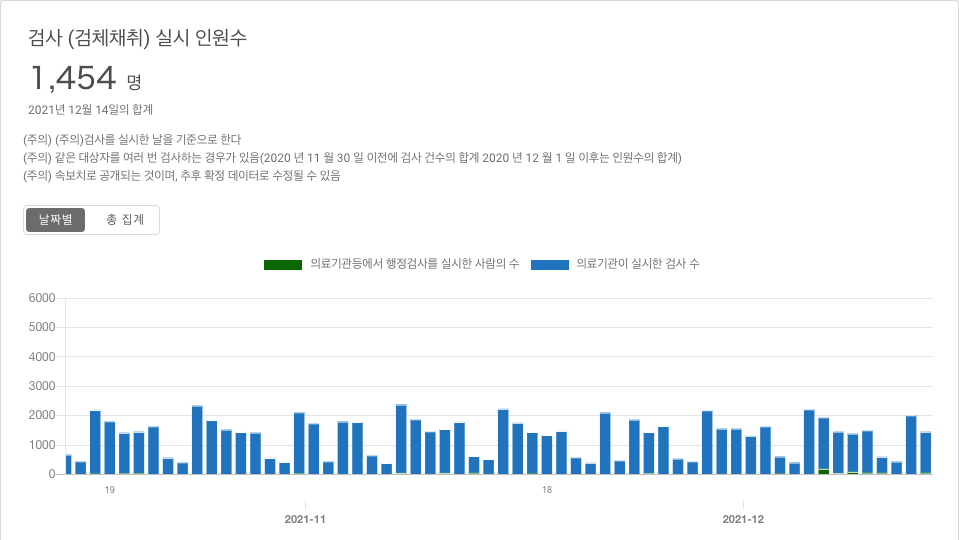 검사 (검체채취) 실시 인원수
1,454 명
2021년 12월 14일의 합계
(주의) (주의)검사를 실시한 날을 기준으로 한다
(주의) 같은 대상자를 여러 번 검사하는 경우가 있음(2020 년 11 월 30 일 이전에 검사 건수의 합계 2020 년 12 월 1 일 이후는 인원수의 합계)
(주의) 속보치로 공개되는 것이며, 추후 확정 데이터로 수정될 수 있음
날짜별 총 집계
의료기관등에서 행정검사를 실시한 사람의 수 의료기관이 실시한 검사 수
6000
5000
4000
3000
2000
1000
0
19 18
2021-11 2021-12